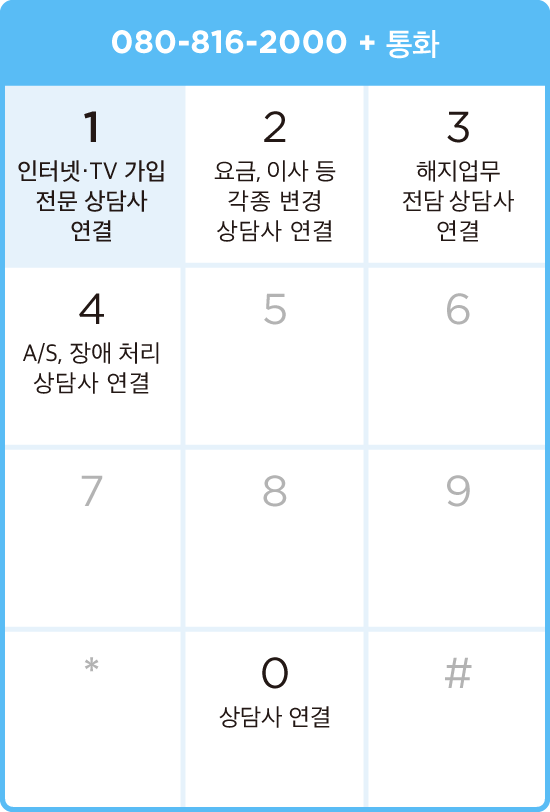 080-816-2000 + 통화
1
인터넷·TV 가입
전문 상담사
연결
2
요금, 이사 등
각종 변경
상담사 연결
3
해지업무
전담 상담사
연결
4
A/S, 장애 처리
상담사 연결
5
6
7
8
9
*
0
상담사 연결
#